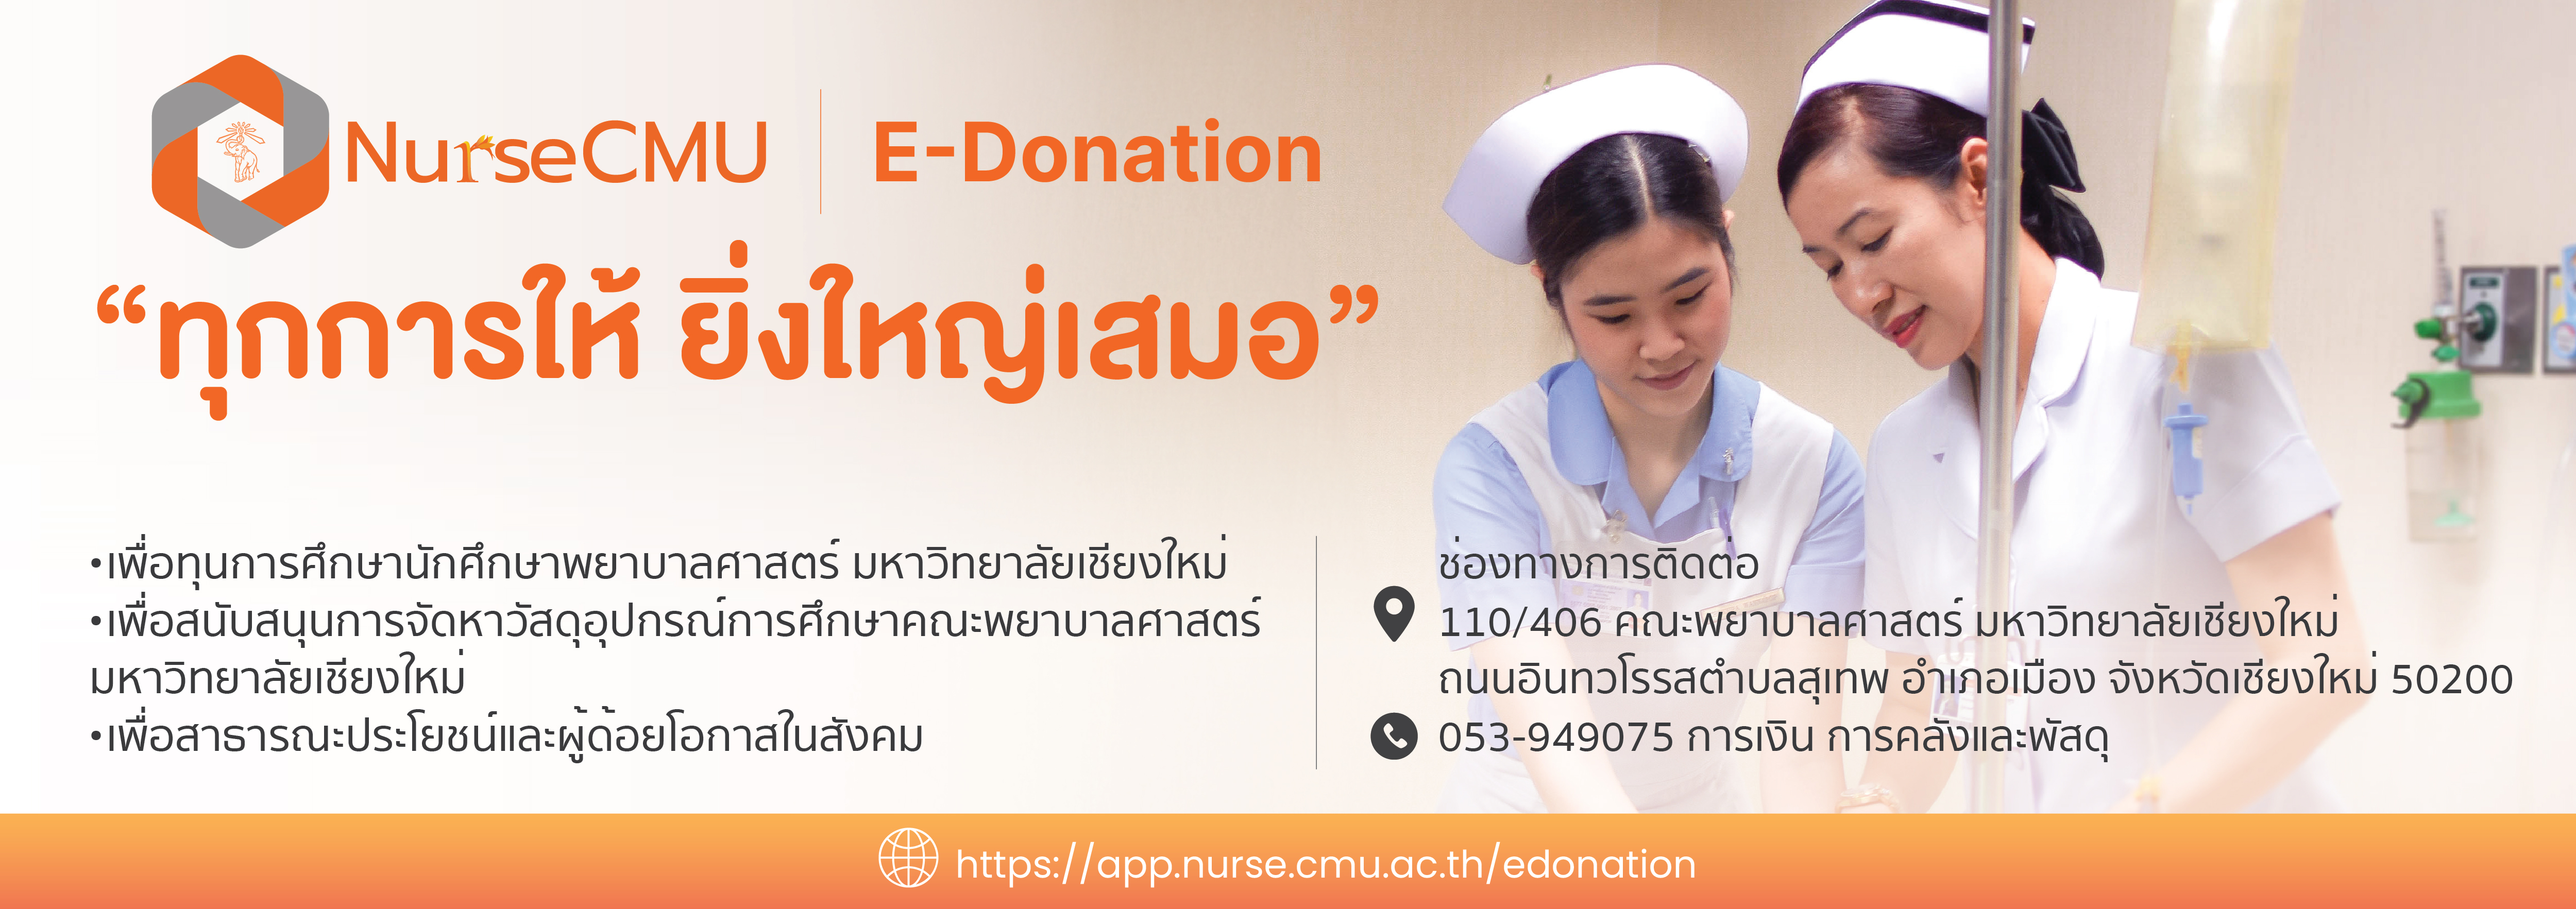 NurseCMU
E-Donation
“ทุกการให้ ยิ่งใหญ่เสมอ”
•เพื่อทุนการศึกษานักศึกษาพยาบาลศาสตร์ มหาวิทยาลัยเชียงใหม่
•เพื่อสนับสนุนการจัดหาวัสดุอุปกรณ์การศึกษาคณะพยาบาลศาสตร์
มหาวิทยาลัยเชียงใหม่
•เพื่อสาธารณะประโยชน์และผู้ด้อยโอกาสในสังคม
ช่องทางการติดต่อ
110/406 คณะพยาบาลศาสตร์ มหาวิทยาลัยเชียงใหม่
ถนนอินทวโรรสตำบลสุเทพ อำเภอเมือง จังหวัดเชียงใหม่ 50200
053-949075 การเงิน การคลังและพัสดุ
https://app.nurse.cmu.ac.th/edonation